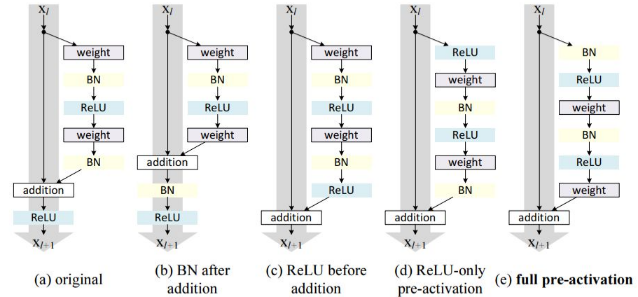 x_l
weight
BN
ReLU
weight
BN
addition
ReLU
x_{l+1}
(a) original
x_l
weight
BN
ReLU
weight
addition
BN
ReLU
x_{l+1}
(b) BN after
addition
x_l
weight
BN
ReLU
weight
BN
ReLU
addition
x_{l+1}
(c) ReLU before
addition
x_l
ReLU
weight
BN
ReLU
weight
BN
addition
x_{l+1}
(d) ReLU-only
pre-activation
x_l
BN
ReLU
weight
BN
ReLU
weight
addition
x_{l+1}
(e) full pre-activation